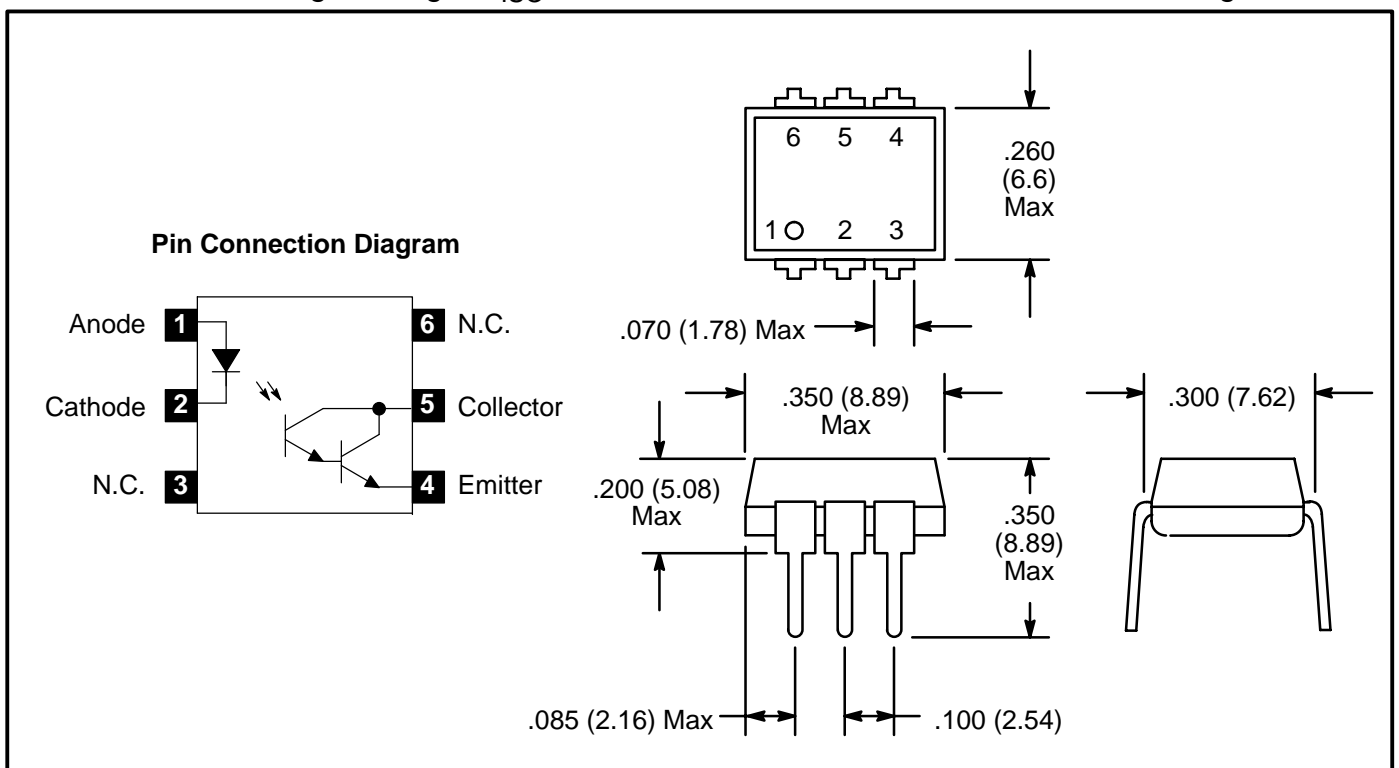 Pin Connection Diagram
Anode 1
Cathode 2
N.C. 3
6 N.C.
5 Collector
4 Emitter
6 5 4
1 2 3
.260
(6.6)
Max
.070 (1.78) Max
.350 (8.89)
Max
.300 (7.62)
.200 (5.08)
Max
.350
(8.89)
Max
.085 (2.16) Max
.100 (2.54)